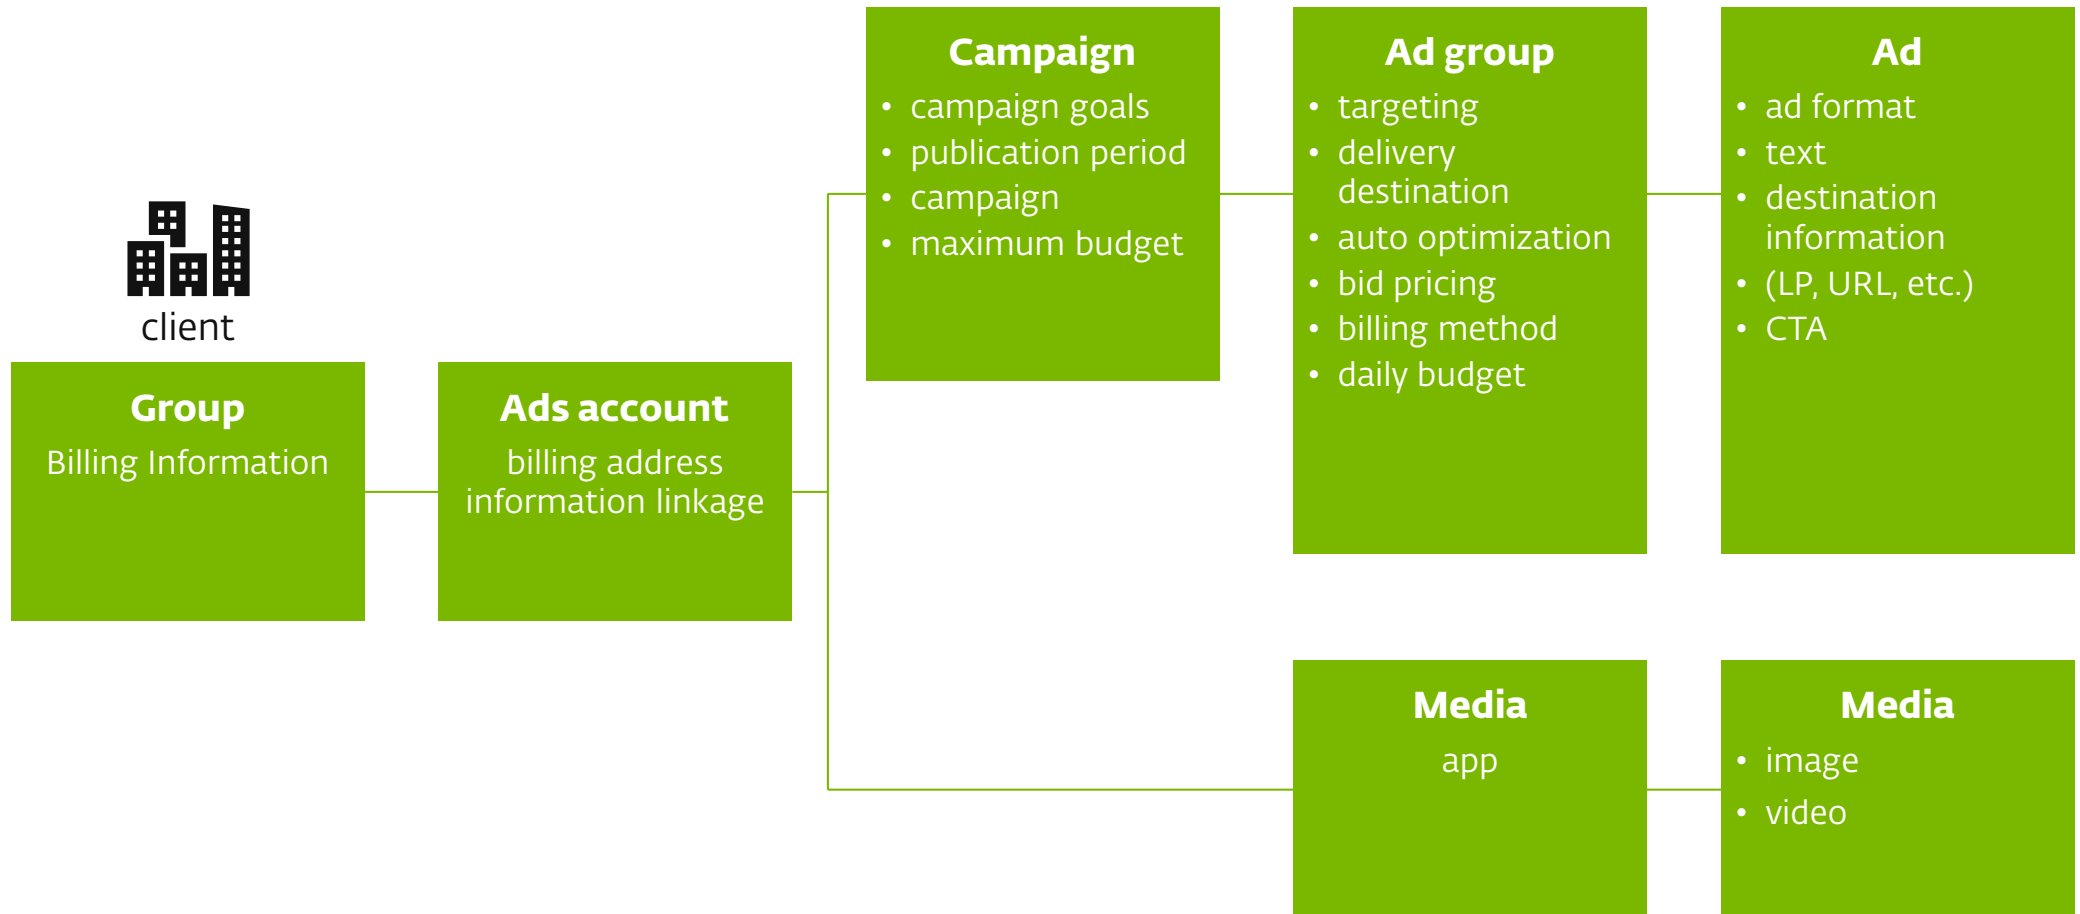 client
Group
Billing Information
Ads account
billing address
information linkage
Campaign
• campaign goals
• publication period
• campaign
• maximum budget
Ad group
• targeting
• delivery
destination
• auto optimization
• bid pricing
• billing method
• daily budget
Ad
• ad format
• text
• destination
information
• (LP, URL, etc.)
• CTA
Media
app
Media
• image
• video